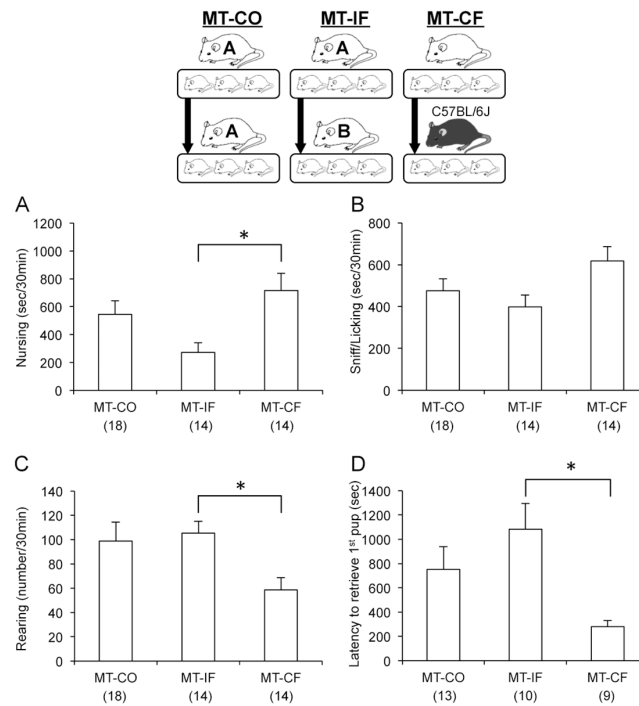 MT-CO MT-IF MT-CF
A A
C57BL/6J
A B
A
Nursing (sec/30min)
1200
1000
800
600
400
200
0
*
MT-CO MT-IF MT-CF
(18) (14) (14)
B
Sniff/Licking (sec/30min)
800
600
400
200
0
MT-CO MT-IF MT-CF
(18) (14) (14)
C
Rearing (number/30min)
140
120
100
80
60
40
20
0
*
MT-CO MT-IF MT-CF
(18) (14) (14)
D
Latency to retrieve 1st pup (sec)
1400
1200
1000
800
600
400
200
0
*
MT-CO MT-IF MT-CF
(13) (10) (9)